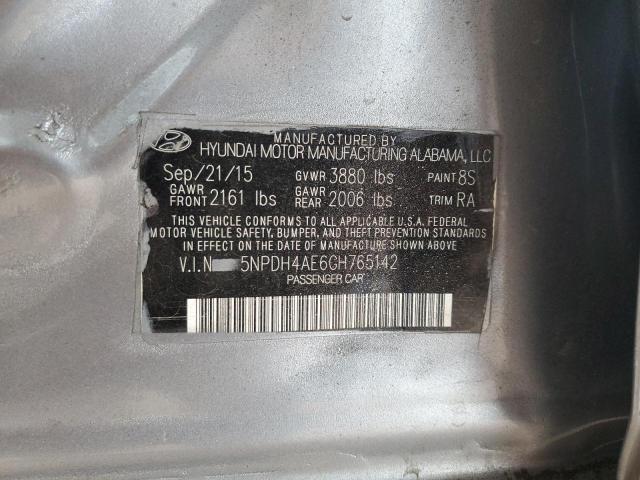 MANUFACTURED BY
HYUNDAI MOTOR MANUFACTURING ALABAMA, LLC
Sep/21/15 GVWR 3880 lbs PAINT 8S
GAWR FRONT 2161 lbs GAWR REAR 2006 lbs. TRIM RA
THIS VEHICLE CONFORMS TO ALL APPLICABLE U.S.A. FEDERAL
MOTOR VEHICLE SAFETY, BUMPER, AND THEFT PREVENTION STANDARDS
IN EFFECT ON THE DATE OF MANUFACTURE SHOWN ABOVE.
V.I.N 5NPDH4AE6GH765142
PASSENGER CAR